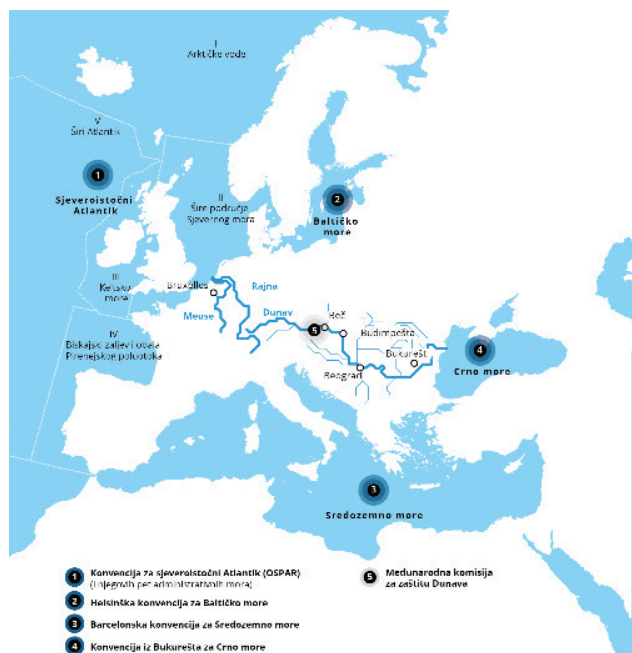 I
Arktičke vode
V
Širi Atlantik
1
Sjeveroistočni
Atlantik
II
Šire područje
Sjevernog mora
2
Baltičko
more
III
Keltsko
more
Bruxelles
Rajna
Meuse
Dunav
5
Beč
Budimpešta
IV
Biskajski zaljev i obala
Pirenejskog poluotoka
Bukurešt
4
Crno more
Beograd
3
Sredozemno more
1 Konvencija za sjeveroistočni Atlantik (OSPAR)
(i njegovih pet administrativnih mora)
2 Helsinška konvencija za Baltičko more
3 Barcelonska konvencija za Sredozemno more
4 Konvencija iz Bukurešta za Crno more
5 Međunarodna komisija
za zaštitu Dunava